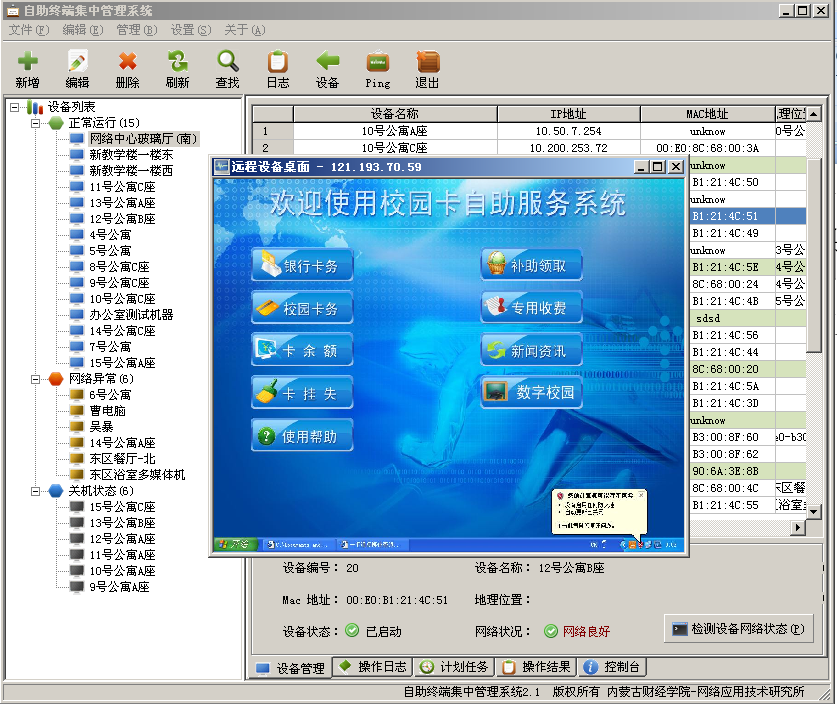 自助终端集中管理系统
文件(F) 编辑(E) 管理(B) 设置(S) 关于(A)
新增 编辑 删除 刷新 查找 日志 设备 Ping 退出
设备列表
正常运行(15)
网络中心玻璃厅(南)
新教学楼一楼东
新教学楼一楼西
11号公寓C座
13号公寓A座
12号公寓B座
4号公寓
5号公寓
8号公寓C座
9号公寓C座
10号公寓C座
办公室测试机器
14号公寓C座
7号公寓
15号公寓A座
网络异常(6)
6号公寓
曹电脑
吴暴
14号公寓A座
东区餐厅-北
东区浴室多媒体机
关机状态(6)
15号公寓C座
13号公寓B座
12号公寓A座
11号公寓A座
10号公寓A座
9号公寓A座
设备名称 IP地址 MAC地址 理位
1 10号公寓A座 10.50.7.254 unknow 0号公
2 10号公寓C座 10.200.253.72 00:E0:8C:68:00:3A
unknow
B1:21:4C:50
unknow
B1:21:4C:51
B1:21:4C:49
unknow 3号公
B1:21:4C:5E 4号公
8C:68:00:24 4号公
B1:21:4C:4B 5号公
sdsd
B1:21:4C:56
B1:21:4C:44
8C:68:00:20
B1:21:4C:5A
B1:21:4C:3D
unknow
B3:00:8F:60 0-b30
B3:00:8F:62
90:6A:3E:8B
8C:68:00:4C 区餐
B1:21:4C:55 浴室
远程设备桌面 - 121.193.70.59
欢迎使用校园卡自助服务系统
银行卡务 补助领取
校园卡务 专用收费
卡 余 额 新闻资讯
卡 挂 失 数字校园
使用帮助
开始
设备编号: 20 设备名称: 12号公寓B座
Mac 地址: 00:E0:B1:21:4C:51 地理位置:
设备状态: 已启动 网络状况: 网络良好
检测设备网络状态(P)
设备管理 操作日志 计划任务 操作结果 控制台
自助终端集中管理系统2.1 版权所有 内蒙古财经学院-网络应用技术研究所